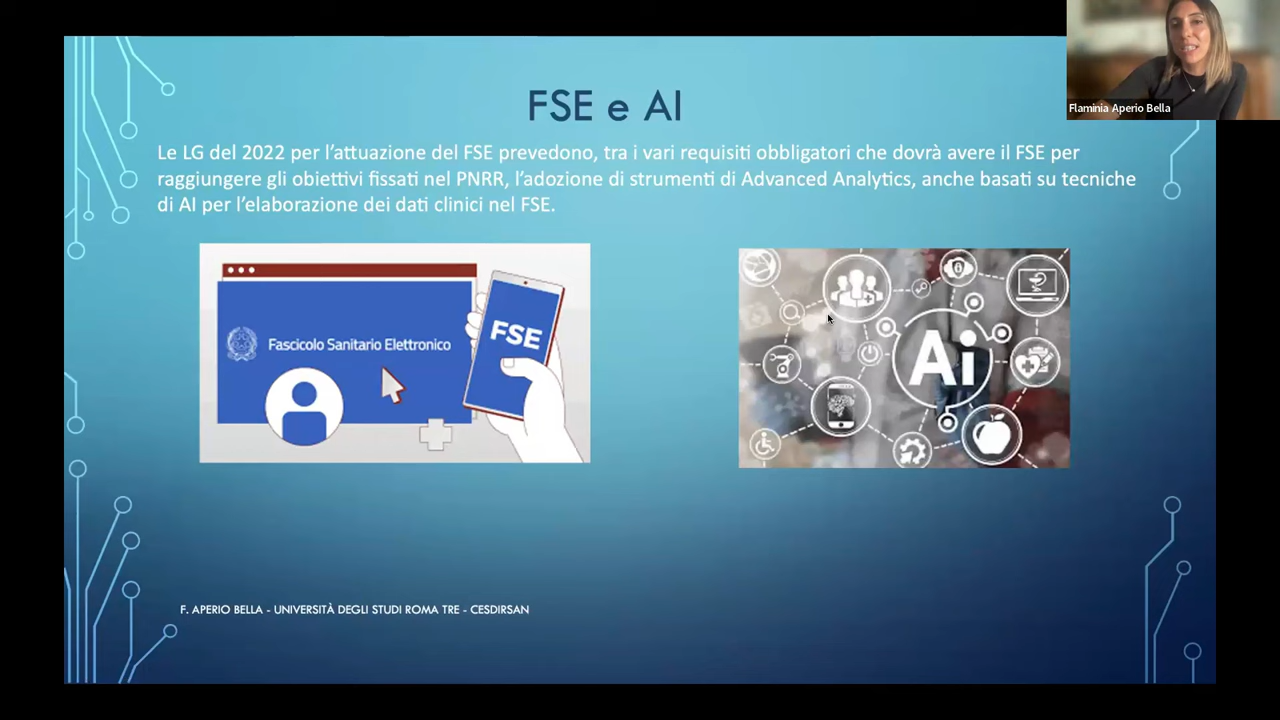 Flaminia Aperio Bella
FSE e AI
Le LG del 2022 per l'attuazione del FSE prevedono, tra i vari requisiti obbligatori che dovrà avere il FSE per
raggiungere gli obiettivi fissati nel PNRR, l'adozione di strumenti di Advanced Analytics, anche basati su tecniche
di AI per l'elaborazione dei dati clinici nel FSE.
Fascicolo Sanitario Elettronico
FSE
Ai
F. APERIO BELLA - UNIVERSITÀ DEGLI STUDI ROMA TRE - CESDIRSAN